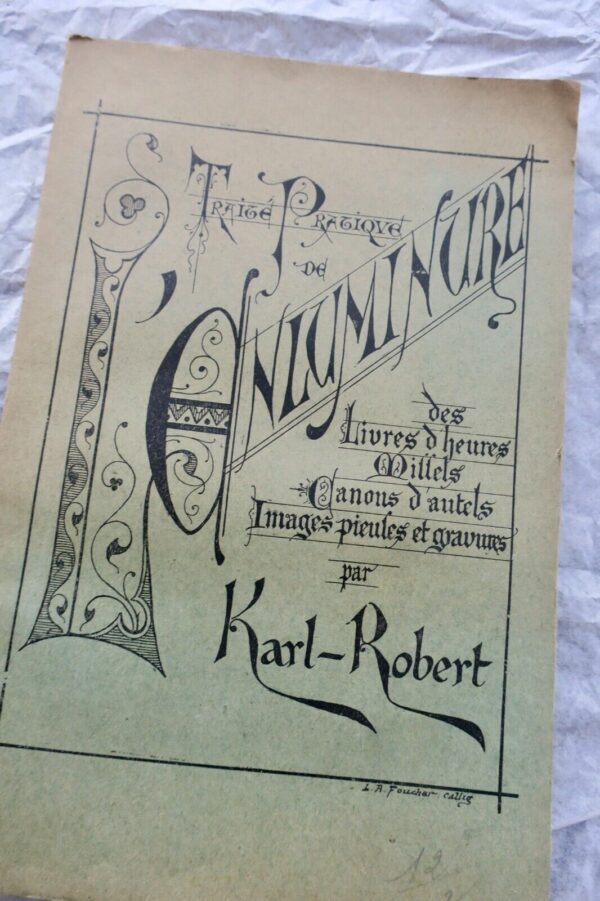 Traité Pratique
de
L'Enluminure
des
Livres d'heures
Missels
Canons d'autels
Images pieuses et gravures
par
Karl-Robert
L. A. Foucher. callig
12